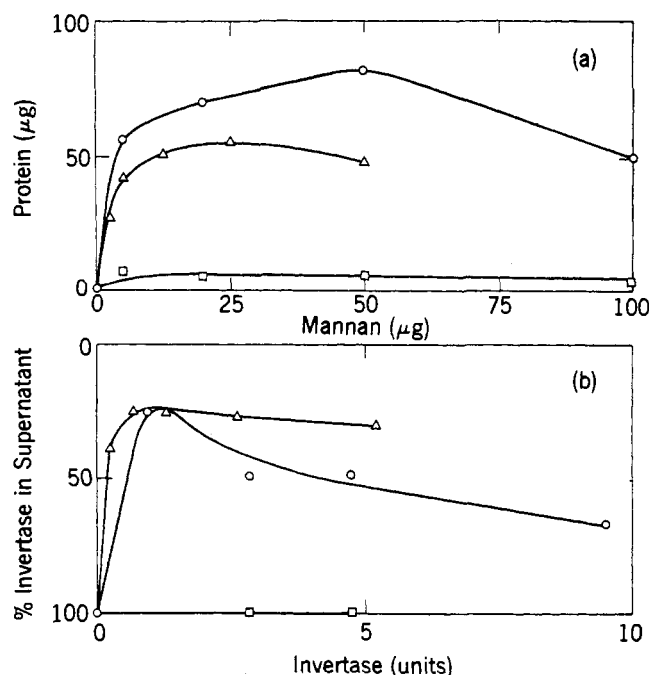 100
(a)
Protein (μg)
50
0
0
25
50
75
100
Mannan (μg)
0
(b)
% Invertase in Supernatant
50
100
0
5
10
Invertase (units)